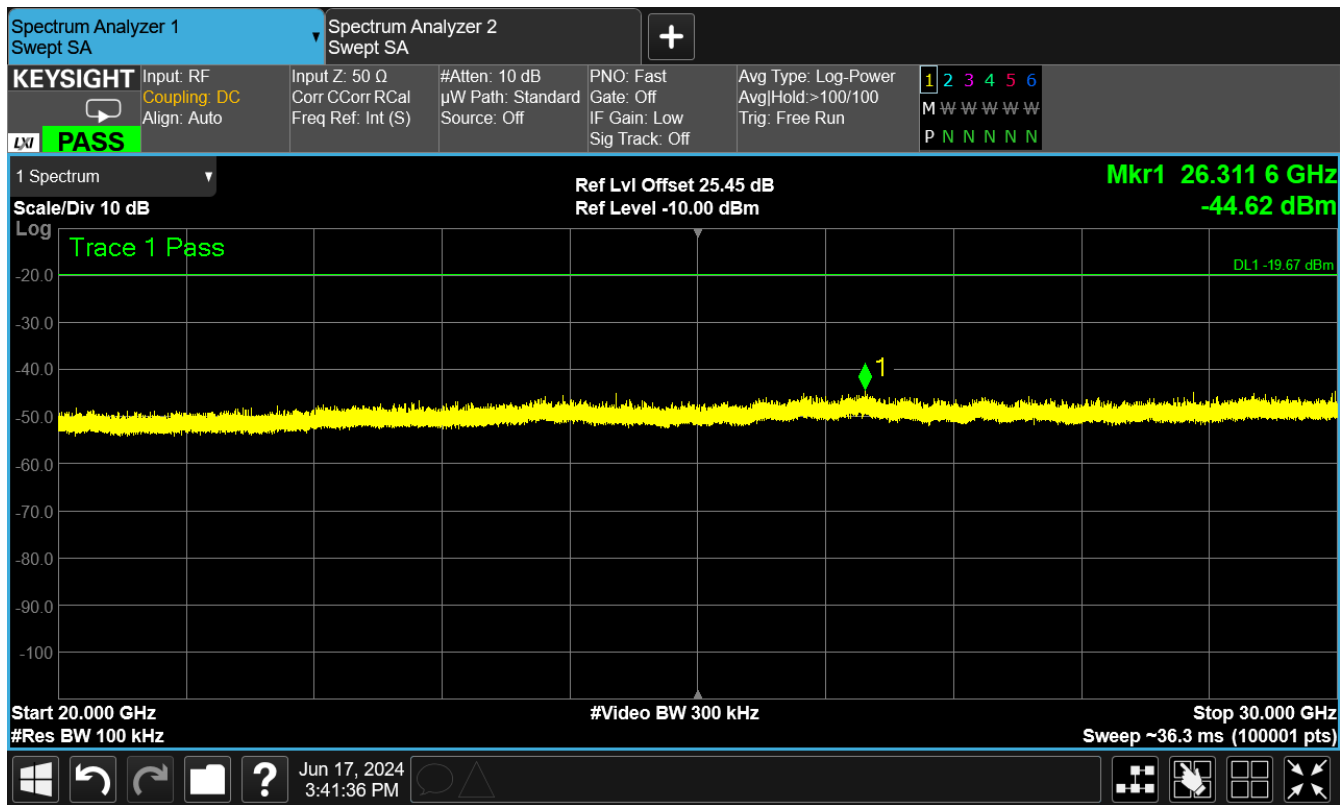 Spectrum Analyzer 1
Swept SA
Spectrum Analyzer 2
Swept SA
KEYSIGHT
LXI PASS
Input: RF
Coupling: DC
Align: Auto
Input Z: 50 Ω
Corr CCorr RCal
Freq Ref: Int (S)
#Atten: 10 dB
µW Path: Standard
Source: Off
PNO: Fast
Gate: Off
IF Gain: Low
Sig Track: Off
Avg Type: Log-Power
Avg|Hold:>100/100
Trig: Free Run
1 2 3 4 5 6
M W W W W W
P N N N N N
1 Spectrum
Scale/Div 10 dB
Log
Ref Lvl Offset 25.45 dB
Ref Level -10.00 dBm
Mkr1 26.311 6 GHz
-44.62 dBm
Trace 1 Pass
DL1 -19.67 dBm
-20.0
-30.0
-40.0
1
-50.0
-60.0
-70.0
-80.0
-90.0
-100
Start 20.000 GHz
#Res BW 100 kHz
#Video BW 300 kHz
Stop 30.000 GHz
Sweep ~36.3 ms (100001 pts)
?
Jun 17, 2024
3:41:36 PM